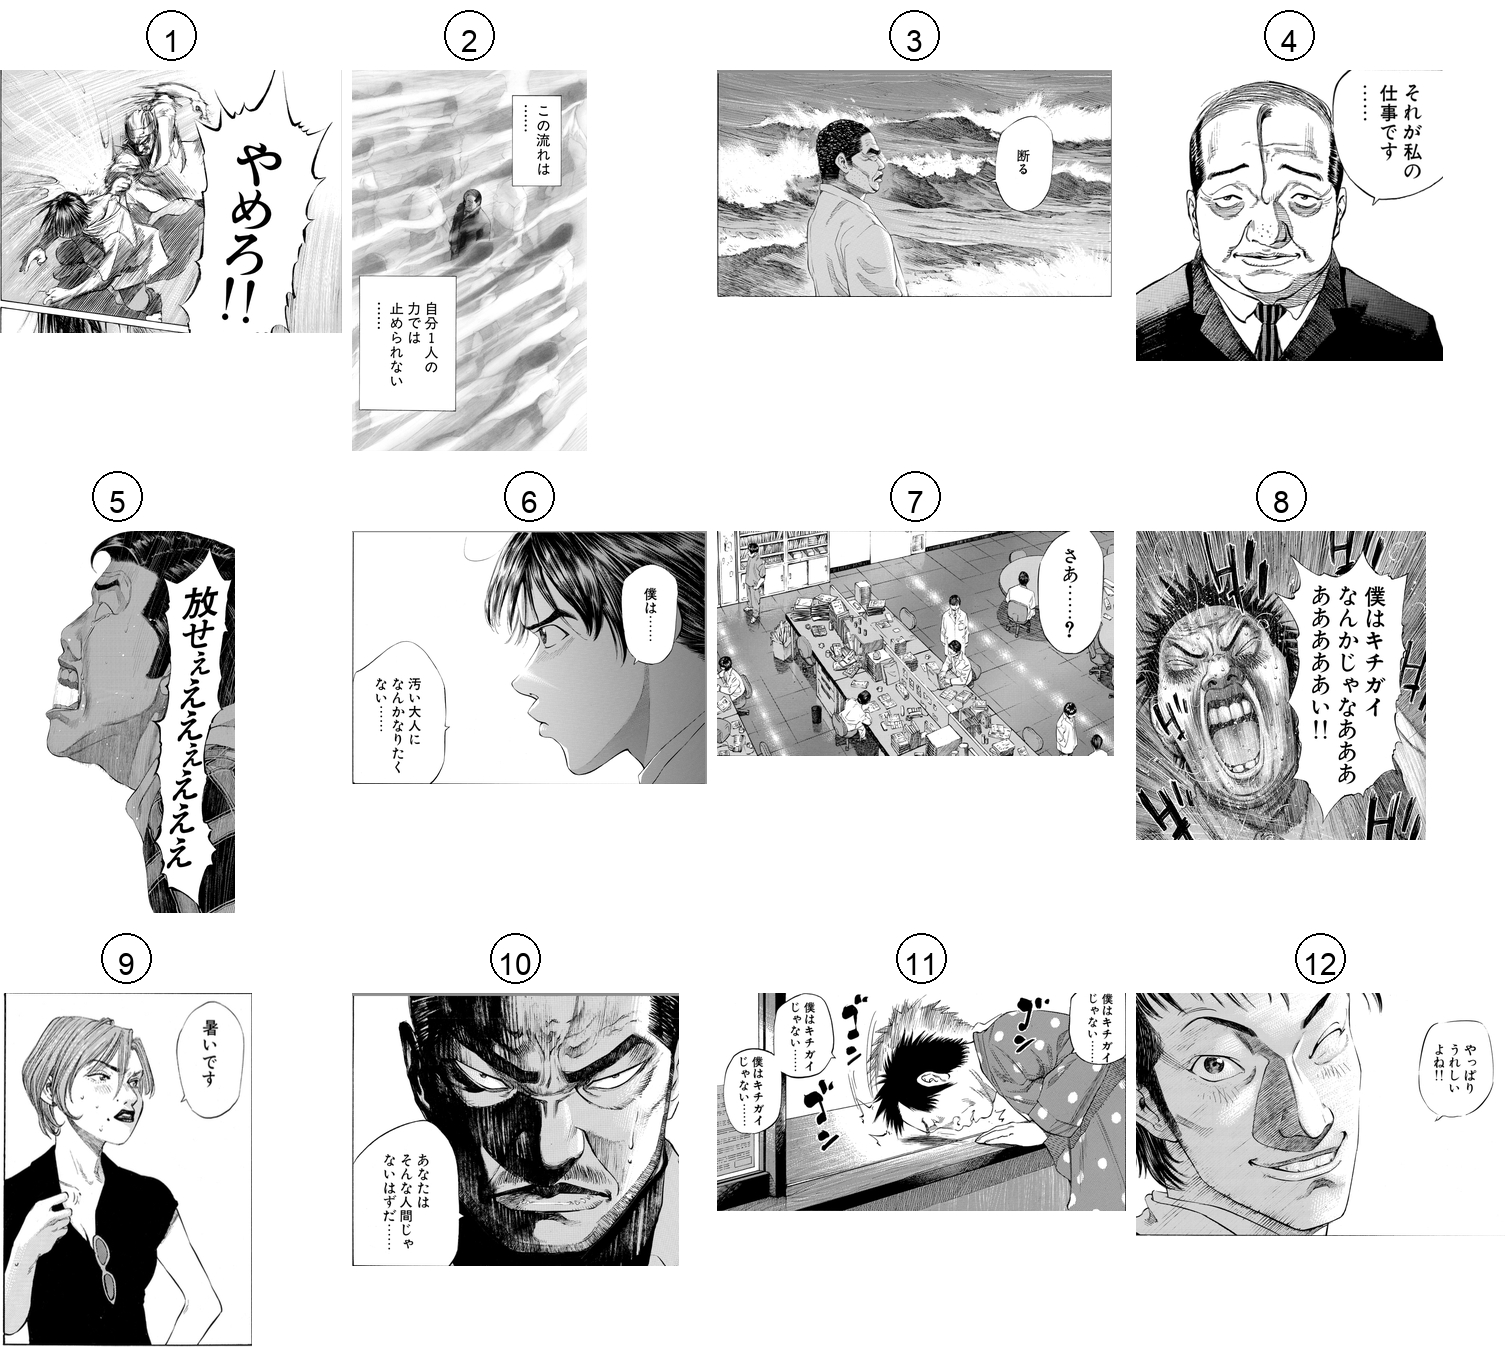 1
やめろ!!
2
この流れは
……
自分1人の
力では
止められない
……
3
断る
4
それが私の
仕事です
……
5
放せぇぇぇぇぇぇぇ
6
僕は……
汚い大人に
なんかなりたく
ない……
7
さあ……?
8
僕はキチガイ
なんかじゃなあああ
ああああああい!!
9
暑いです
10
あなたは
そんな人間じゃ
ないはずだ……
11
僕はキチガイ
じゃない……
僕はキチガイ
じゃない……
僕はキチガイ
じゃない……
ゴン
ゴン
ゴン
12
やっぱり
うれしい
よね!!